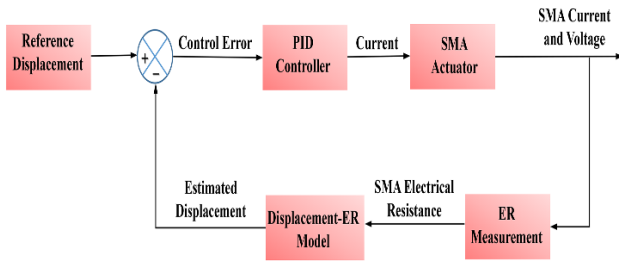 Reference
Displacement
+
−
Control Error
PID
Controller
Current
SMA
Actuator
SMA Current
and Voltage
Estimated
Displacement
Displacement-ER
Model
SMA Electrical
Resistance
ER
Measurement